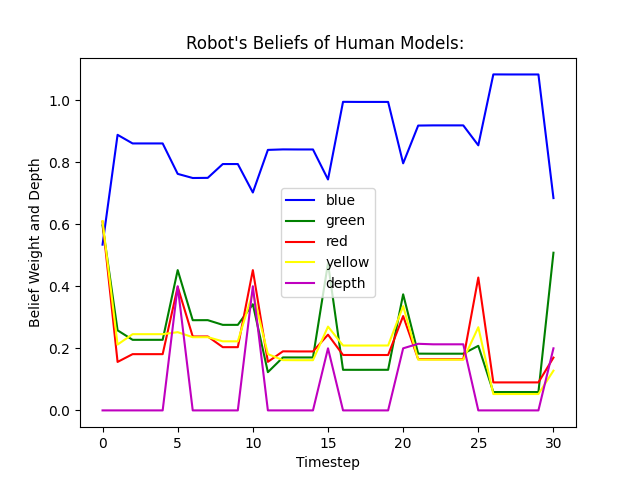 Robot's Beliefs of Human Models:
Belief Weight and Depth
1.0
0.8
0.6
0.4
0.2
0.0
blue
green
red
yellow
depth
0 5 10 15 20 25 30
Timestep